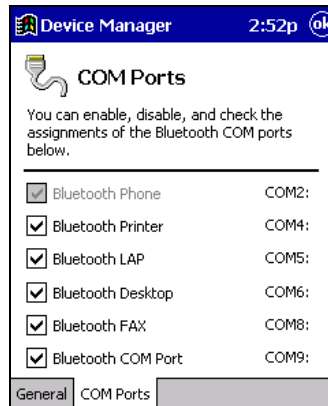 Device Manager 2:52p ok
COM Ports
You can enable, disable, and check the
assignments of the Bluetooth COM ports
below.
Bluetooth Phone COM2:
Bluetooth Printer COM4:
Bluetooth LAP COM5:
Bluetooth Desktop COM6:
Bluetooth FAX COM8:
Bluetooth COM Port COM9:
General COM Ports